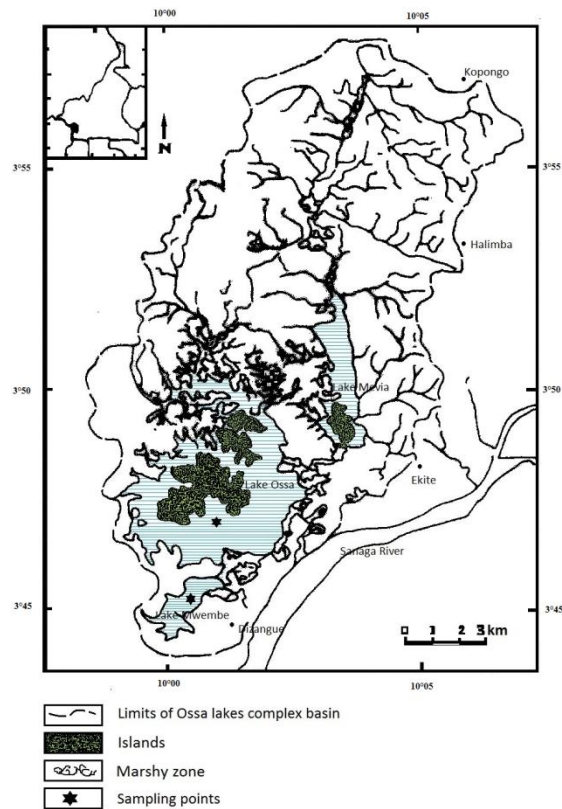 10°00 10°05
Kopongo
N
3°55 3°55
Halimba
3°50 3°50
Lake Mevia
Lake Ossa
Ekite
Sanaga River
3°45 3°45
Lake Mwembe
Dizangue
0 1 2 3 km
10°00 10°05
Limits of Ossa lakes complex basin
Islands
Marshy zone
Sampling points